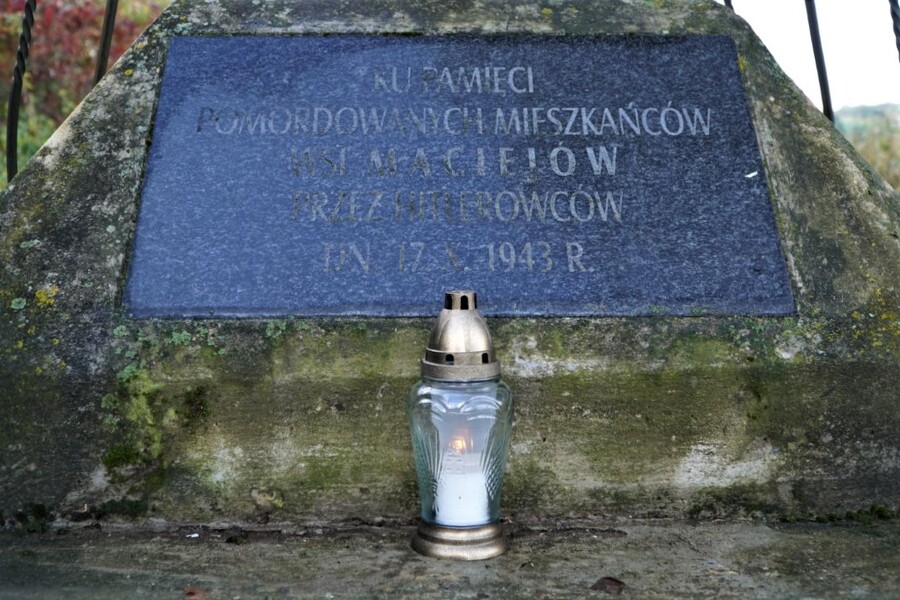 KU PAMIĘCI
POMORDOWANYCH MIESZKAŃCÓW
WSI MACIEJÓW
PRZEZ HITLEROWCÓW
DN. 17. X. 1943 R.